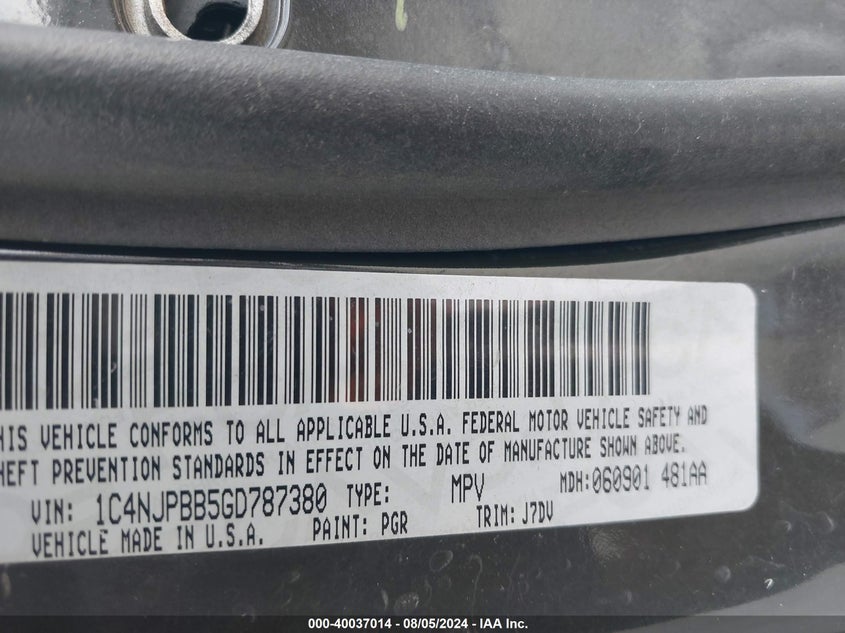 HIS VEHICLE CONFORMS TO ALL APPLICABLE U.S.A. FEDERAL MOTOR VEHICLE SAFETY AND
HEFT PREVENTION STANDARDS IN EFFECT ON THE DATE OF MANUFACTURE SHOWN ABOVE.
VIN: 1C4NJPBB5GD787380 TYPE: MPV MDH:060901 481AA
VEHICLE MADE IN U.S.A. PAINT: PGR TRIM: J7DV
000-40037014 - 08/05/2024 - IAA Inc.